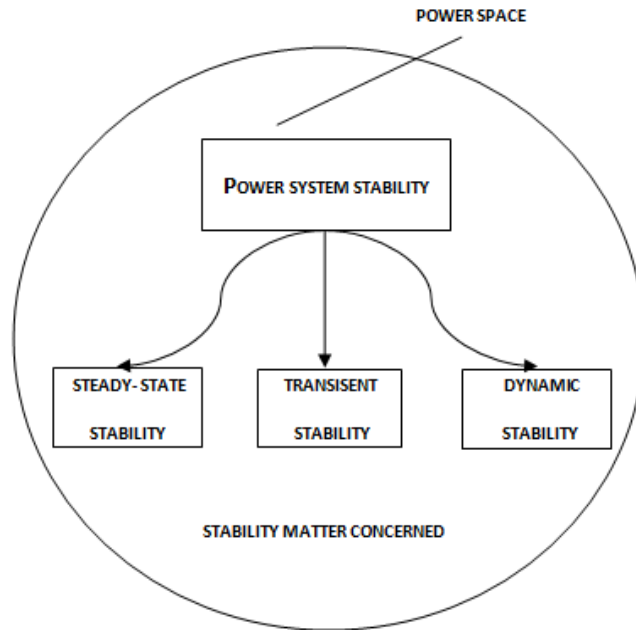 POWER SPACE
POWER SYSTEM STABILITY
STEADY- STATE
STABILITY
TRANSISENT
STABILITY
DYNAMIC
STABILITY
STABILITY MATTER CONCERNED